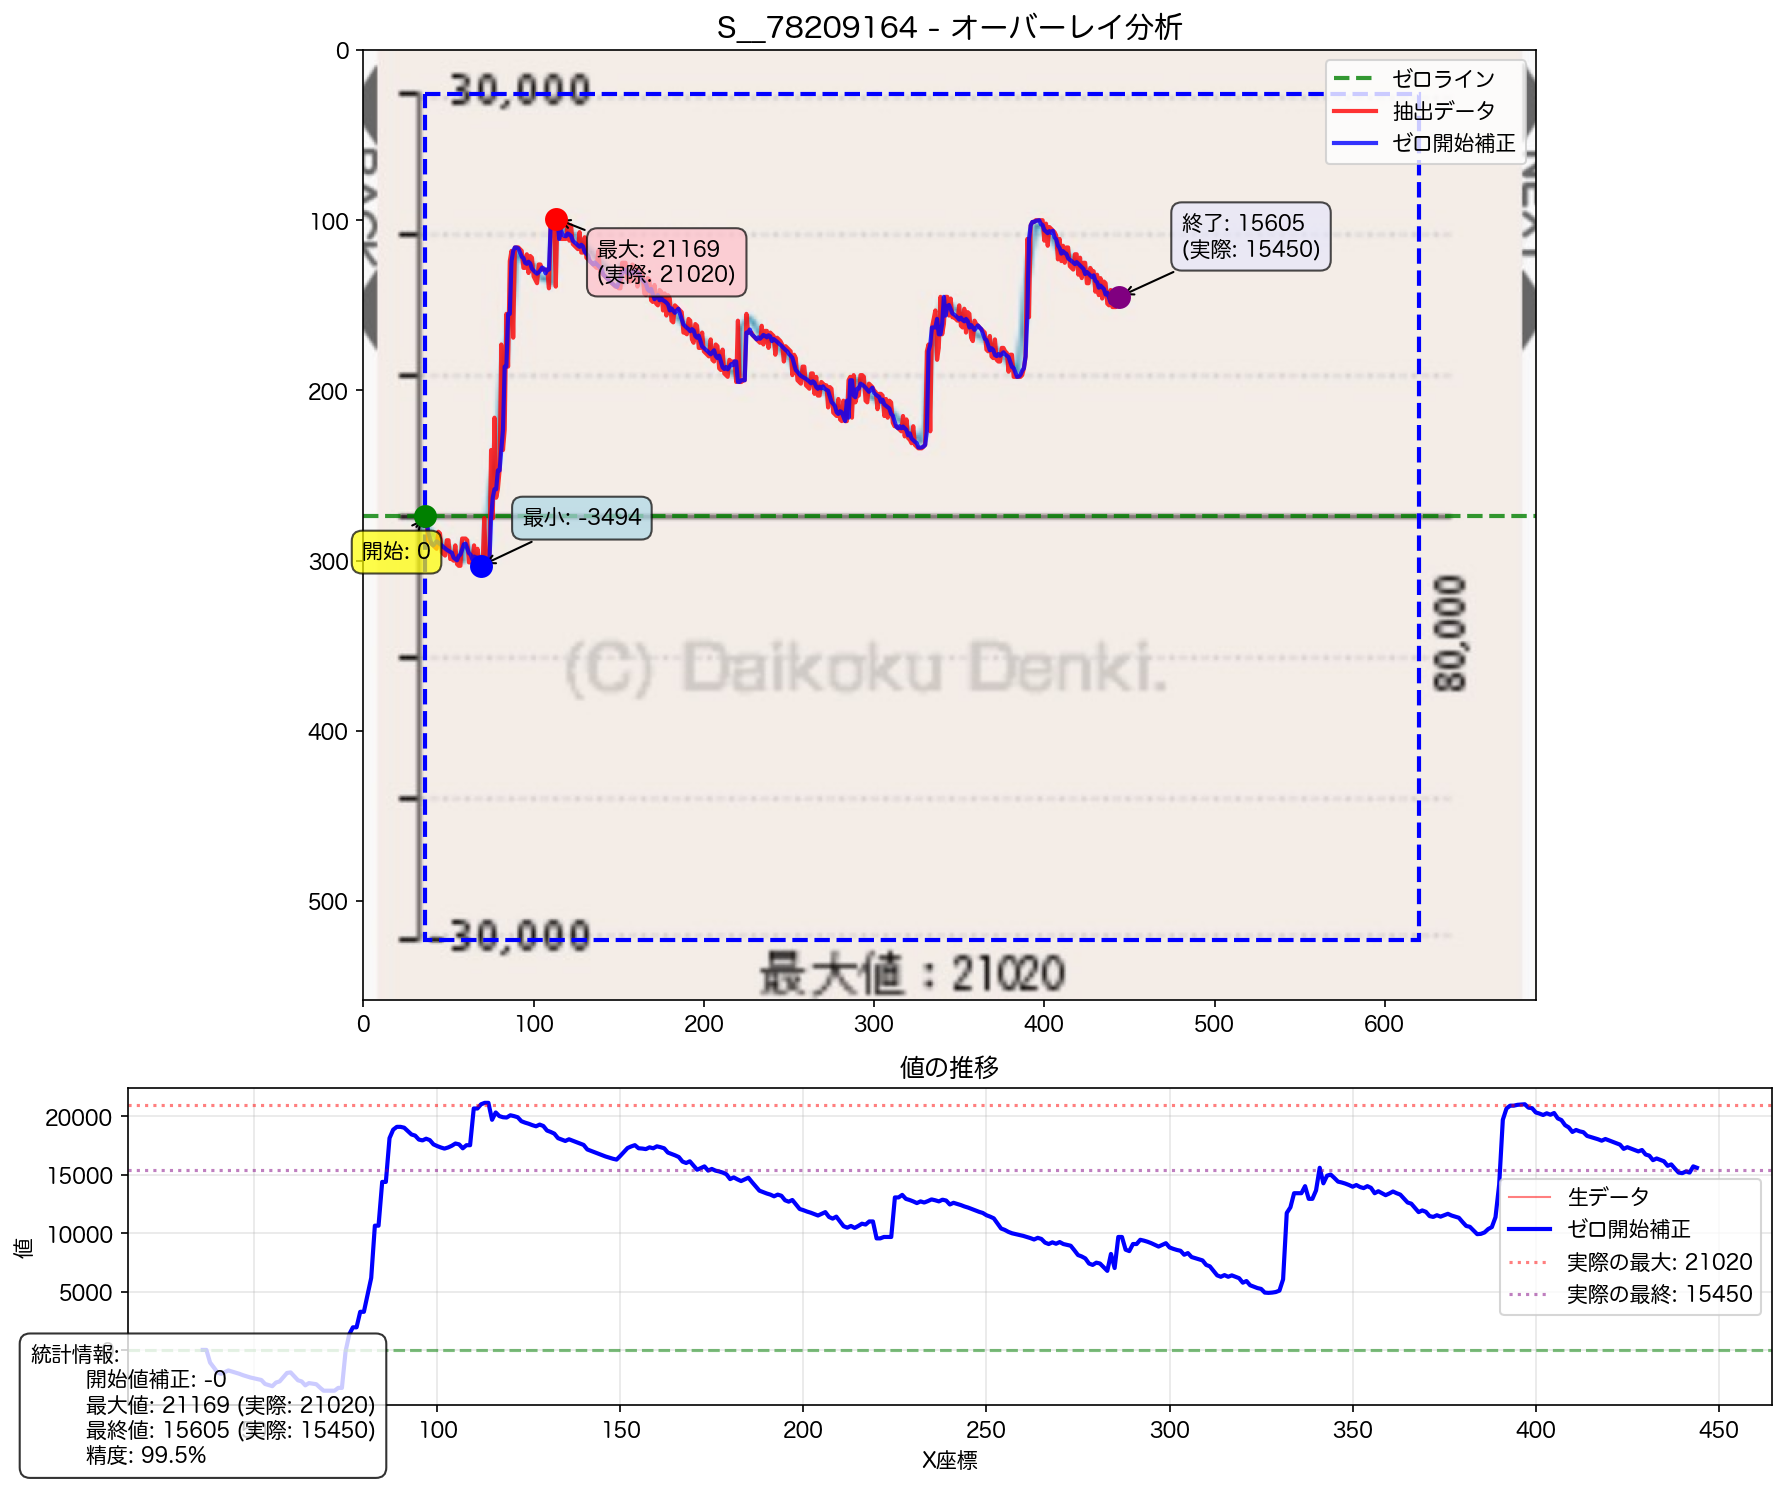 S__78209164 - オーバーレイ分析
0
100
200
300
400
500
30,000
ゼロライン
抽出データ
ゼロ開始補正
BACK
NEXT
最大: 21169
(実際: 21020)
終了: 15605
(実際: 15450)
最小: -3494
開始: 0
80,000
(C) Daikoku Denki.
-30,000
最大値：21020
0 100 200 300 400 500 600
値の推移
20000
15000
10000
5000
0
値
生データ
ゼロ開始補正
実際の最大: 21020
実際の最終: 15450
統計情報:
開始値補正: -0
最大値: 21169 (実際: 21020)
最終値: 15605 (実際: 15450)
精度: 99.5%
100 150 200 250 300 350 400 450
X座標